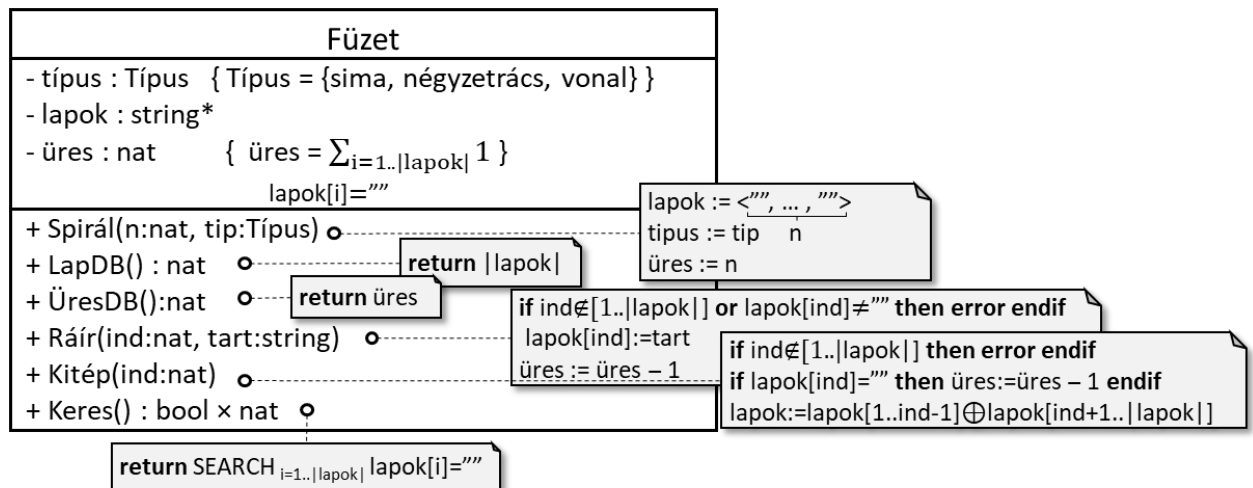 Füzet
- típus : Típus { Típus = {sima, négyzetrács, vonal} }
- lapok : string*
- üres : nat { üres = ∑i=1..|lapok| 1 }
lapok[i]=””
+ Spirál(n:nat, tip:Típus)
lapok := <””, ... , ””>
tipus := tip n
üres := n
+ LapDB() : nat
return |lapok|
+ ÜresDB():nat
return üres
+ Ráír(ind:nat, tart:string)
if ind∉[1..|lapok|] or lapok[ind]≠”” then error endif
lapok[ind]:=tart
üres := üres – 1
+ Kitép(ind:nat)
if ind∉[1..|lapok|] then error endif
if lapok[ind]=”” then üres:=üres – 1 endif
lapok:=lapok[1..ind-1]⊕lapok[ind+1..|lapok|]
+ Keres() : bool × nat
return SEARCH i=1..|lapok| lapok[i]=””